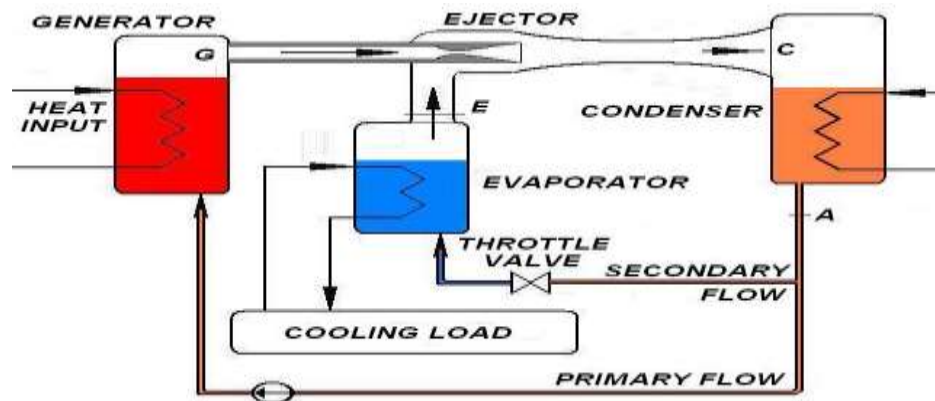 GENERATOR
EJECTOR
G
C
HEAT
INPUT
E
CONDENSER
EVAPORATOR
A
THROTTLE
VALVE
SECONDARY
FLOW
COOLING LOAD
PRIMARY FLOW